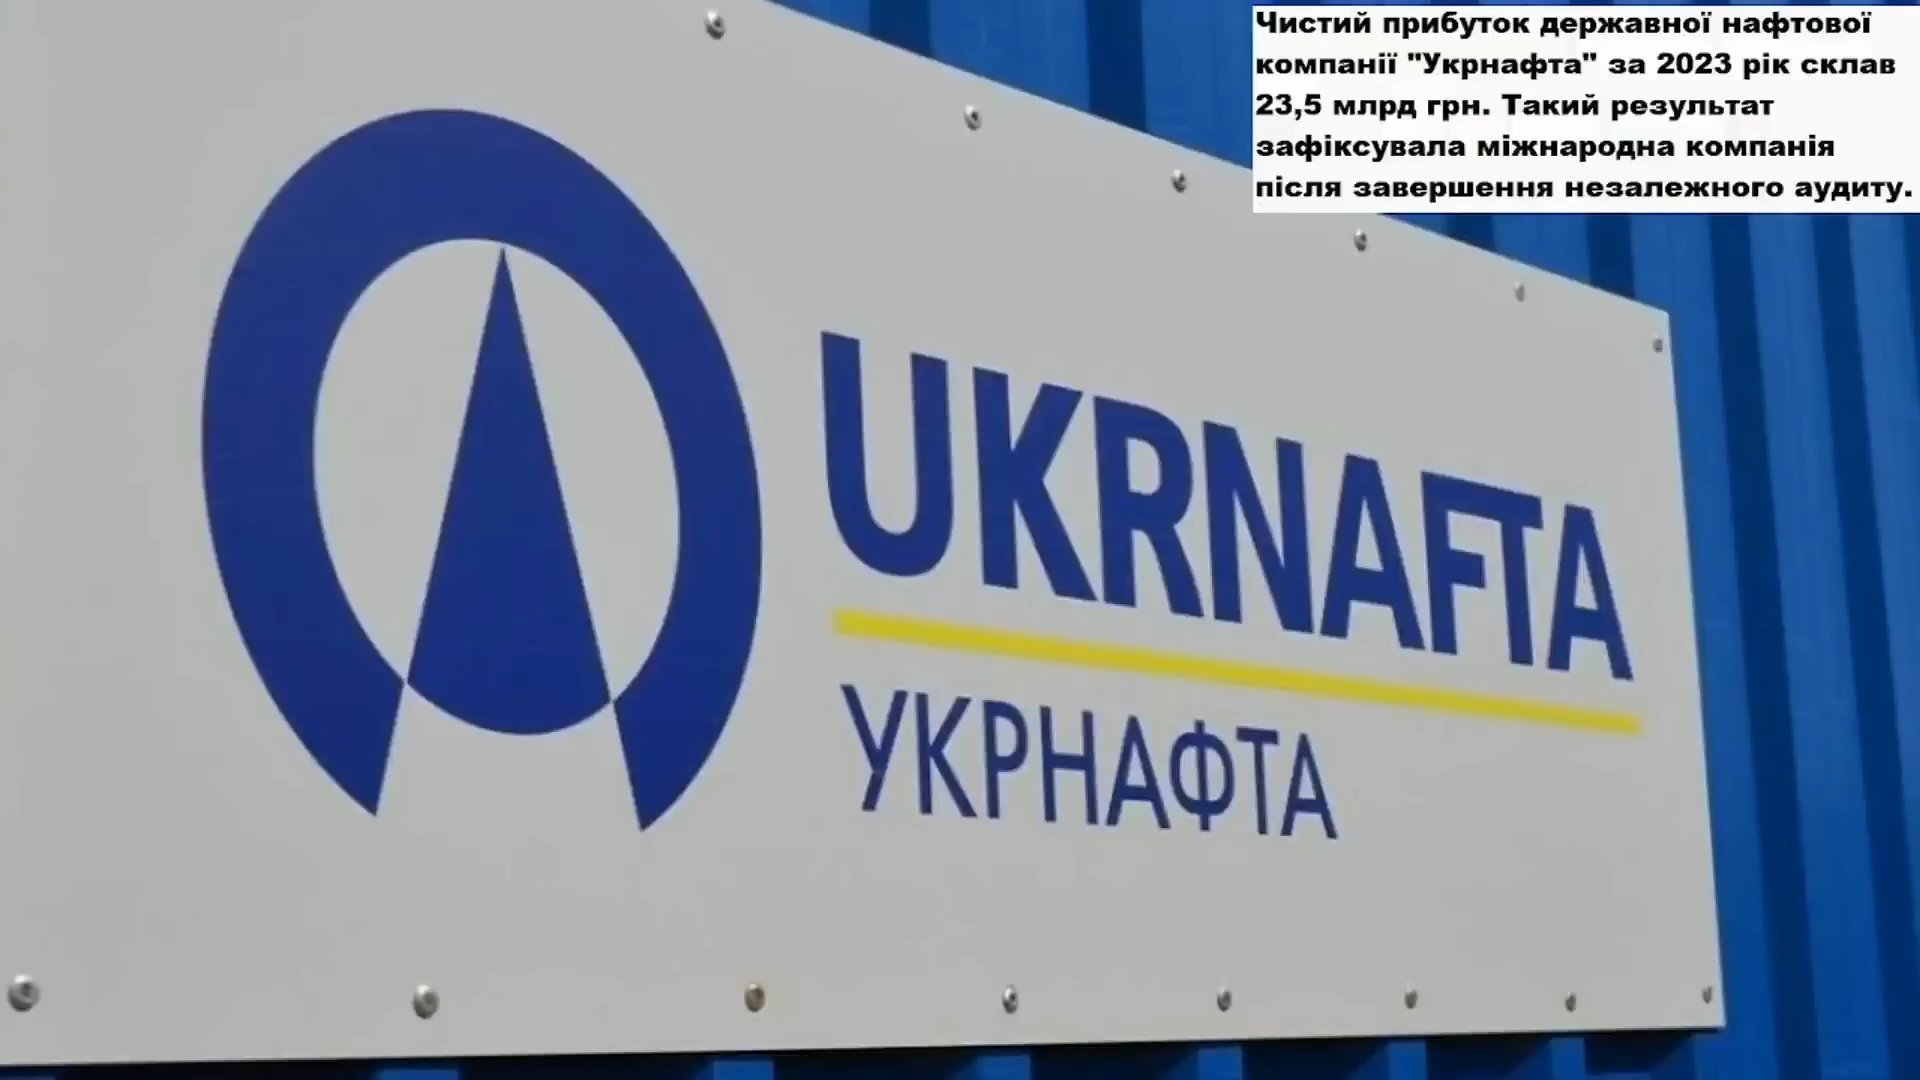 Чистий прибуток державної нафтової
компанії "Укрнафта" за 2023 рік склав
23,5 млрд грн. Такий результат
зафіксувала міжнародна компанія
після завершення незалежного аудиту.
UKRNAFTA
УКРНАФТА